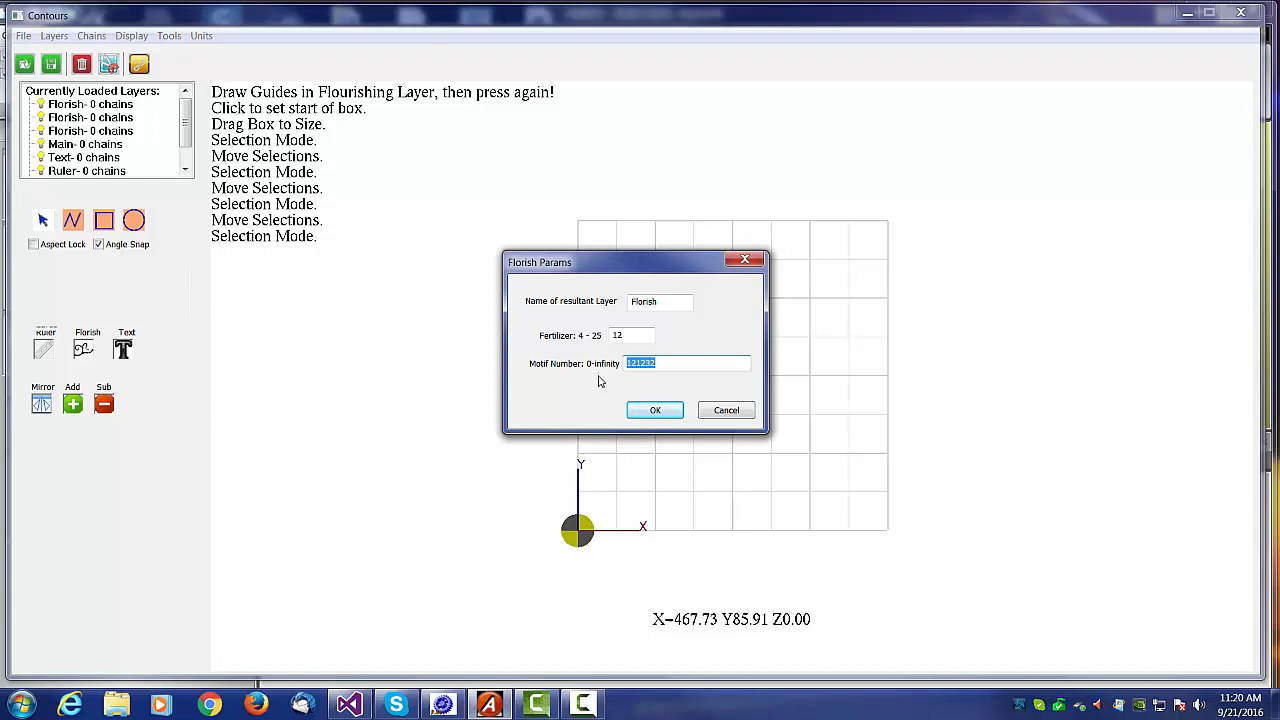 Contours
File Layers Chains Display Tools Units
Currently Loaded Layers:
Florish- 0 chains
Florish- 0 chains
Florish- 0 chains
Main- 0 chains
Text- 0 chains
Ruler- 0 chains
Aspect Lock Angle Snap
Ruler Florish Text
Mirror Add Sub
Draw Guides in Flourishing Layer, then press again!
Click to set start of box.
Drag Box to Size.
Selection Mode.
Move Selections.
Selection Mode.
Move Selections.
Selection Mode.
Move Selections.
Selection Mode.
Florish Params
Name of resultant Layer Florish
Fertilizer: 4 - 25 12
Motif Number: 0-infinity 121232
OK Cancel
Y
X
X=467.73 Y85.91 Z0.00
11:20 AM
9/21/2016